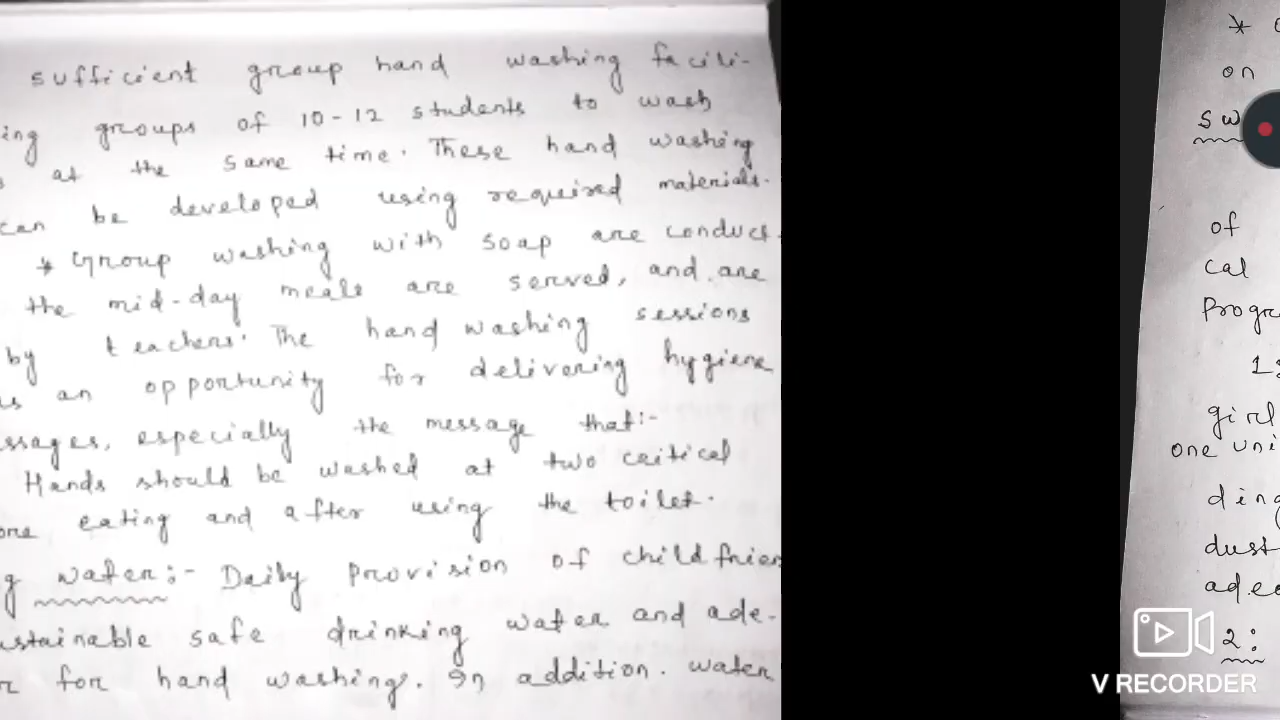 sufficient group hand washing facili-
ing groups of 10-12 students to wash
s at the same time. These hand washing
can be developed using required materials.
* Group washing with soap are conduct-
the mid-day meals are served, and are
by teachers. The hand washing sessions
as an opportunity for delivering hygiene
ssages, especially the message that:-
Hands should be washed at two critical
ore eating and after using the toilet.
g water:- Daily Provision of child frien
ustainable safe drinking water and ade-
r for hand washing. In addition. water
*
on
sw
of
cal
Progr
girl
one uni
ding
dust
adeq
2:
V RECORDER